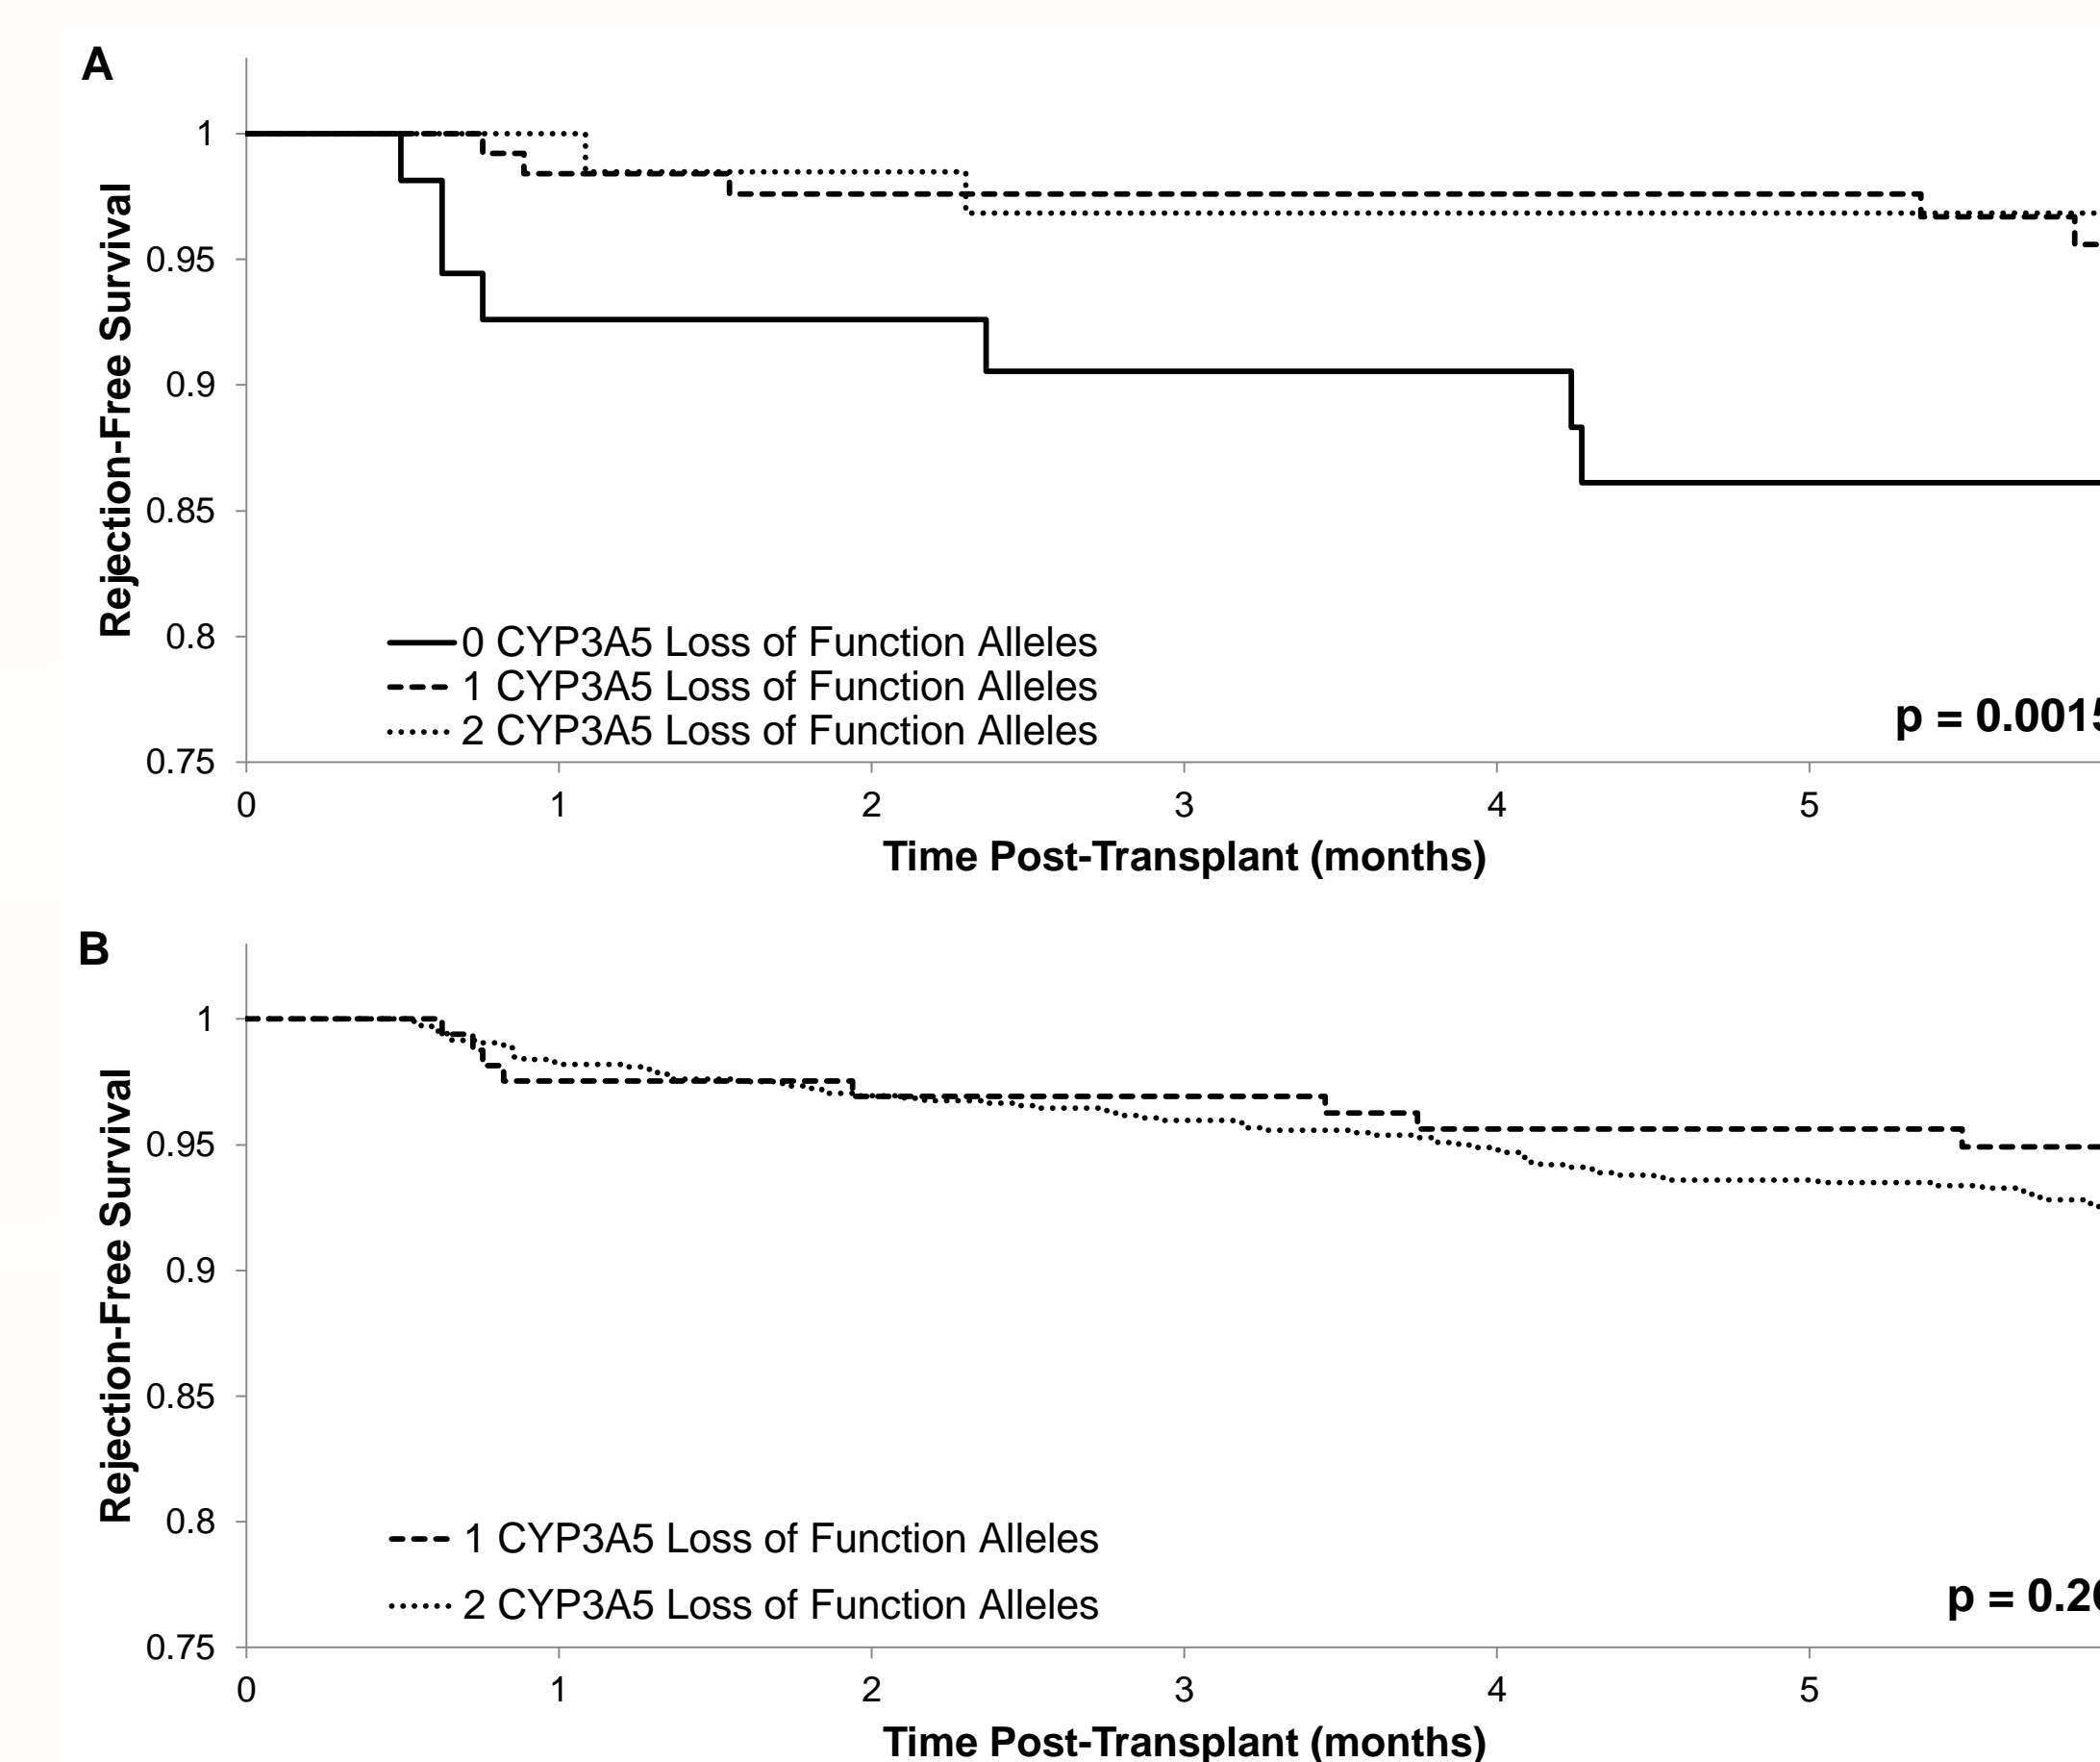 A
Rejection-Free Survival
1
0.95
0.9
0.85
0.8
0.75
0 CYP3A5 Loss of Function Alleles
1 CYP3A5 Loss of Function Alleles
2 CYP3A5 Loss of Function Alleles
p = 0.0015
0 1 2 3 4 5
Time Post-Transplant (months)
B
Rejection-Free Survival
1
0.95
0.9
0.85
0.8
0.75
1 CYP3A5 Loss of Function Alleles
2 CYP3A5 Loss of Function Alleles
p = 0.2
0 1 2 3 4 5
Time Post-Transplant (months)